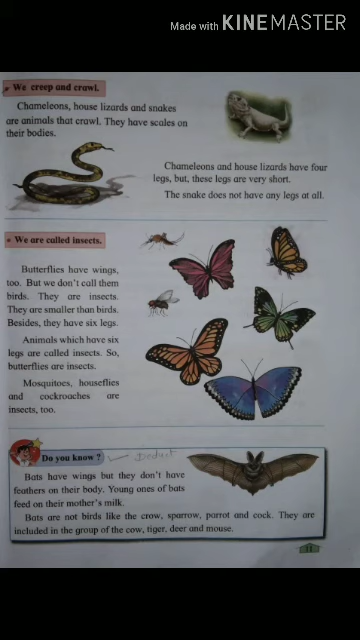 Made with KINEMASTER
We creep and crawl.
Chameleons, house lizards and snakes
are animals that crawl. They have scales on
their bodies.
Chameleons and house lizards have four
legs, but, these legs are very short.
The snake does not have any legs at all.
We are called insects.
Butterflies have wings,
too. But we don't call them
birds. They are insects.
They are smaller than birds.
Besides, they have six legs.
Animals which have six
legs are called insects. So,
butterflies are insects.
Mosquitoes, houseflies
and cockroaches are
insects, too.
Do you know ?
Bats have wings but they don't have
feathers on their body. Young ones of bats
feed on their mother's milk.
Bats are not birds like the crow, sparrow, parrot and cock. They are
included in the group of the cow, tiger, deer and mouse.
11